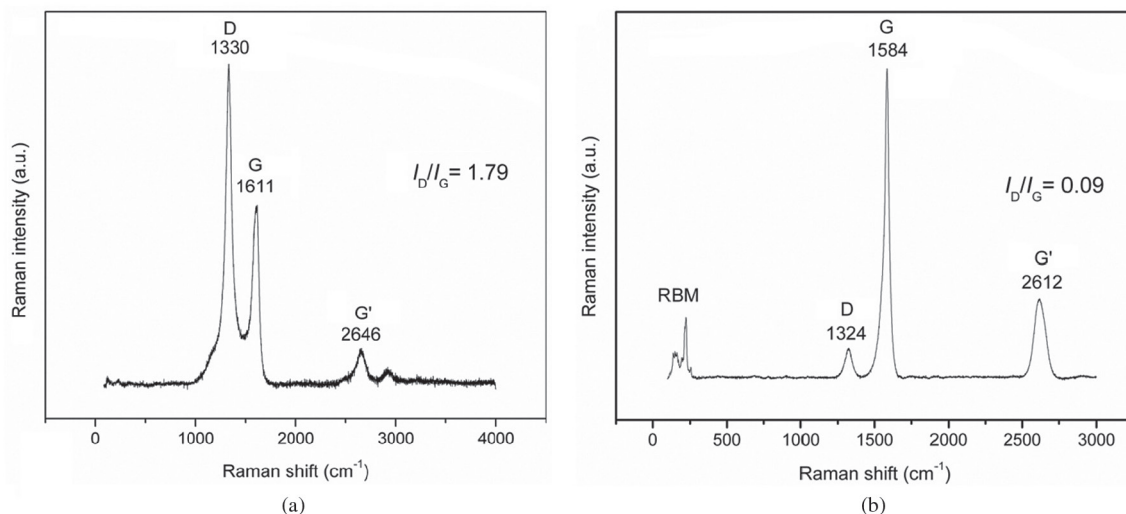 D
1330
G
1611
I_D/I_G= 1.79
G'
2646
Raman intensity (a.u.)
0 1000 2000 3000 4000
Raman shift (cm⁻¹)
(a)
G
1584
I_D/I_G= 0.09
G'
2612
RBM
D
1324
Raman intensity (a.u.)
0 500 1000 1500 2000 2500 3000
Raman shift (cm⁻¹)
(b)